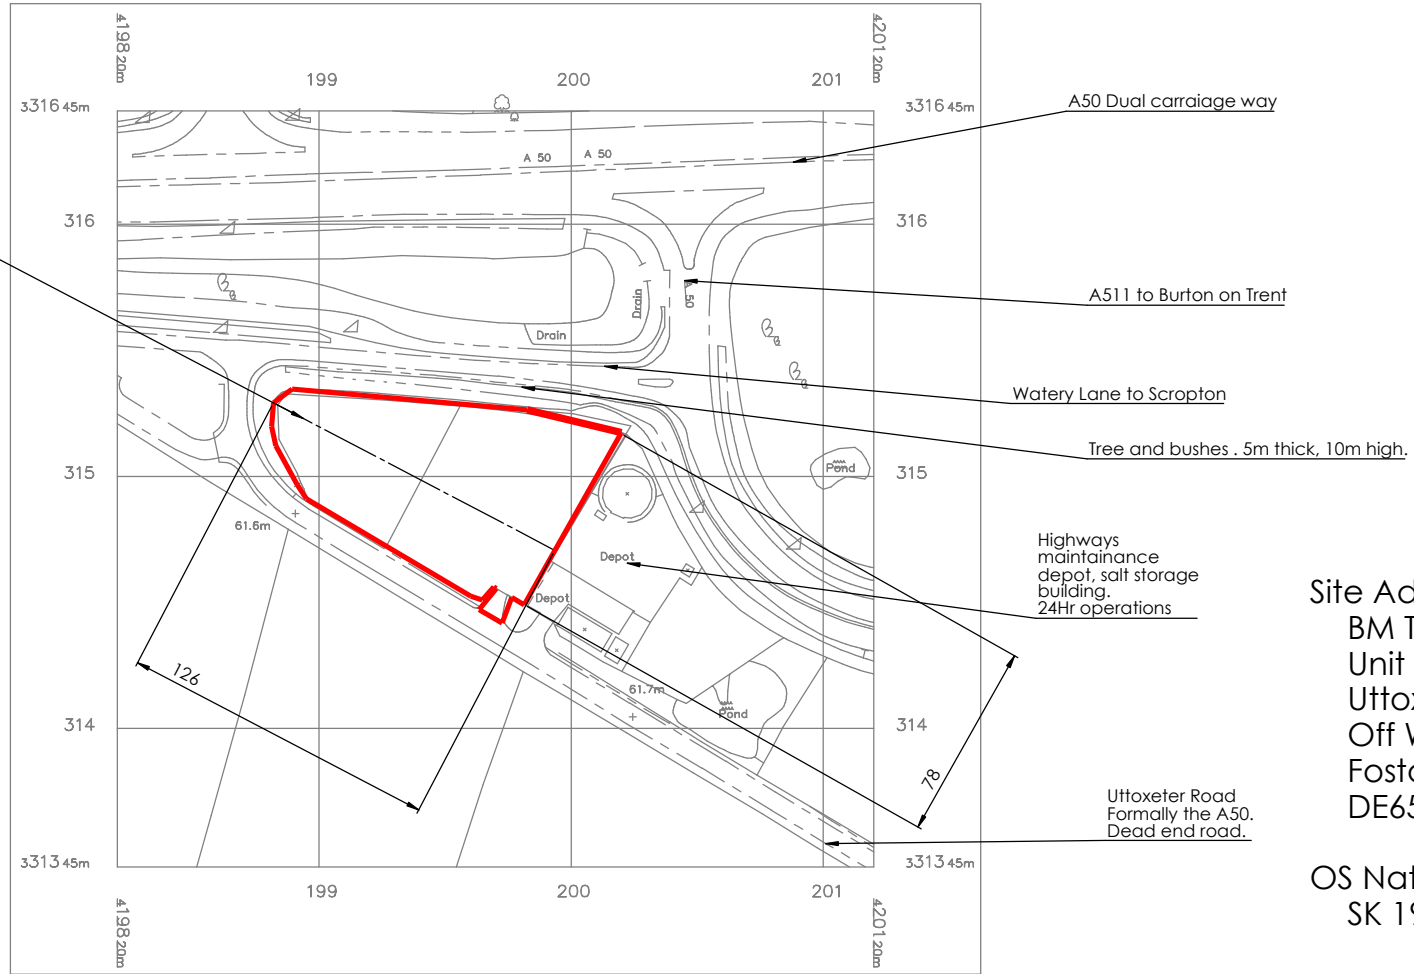 419820m
420120m
199
200
201
331645m
331645m
A50 Dual carraiage way
A 50
A 50
316
316
A 50
A511 to Burton on Trent
Drain
Drain
Watery Lane to Scropton
Tree and bushes . 5m thick, 10m high.
315
315
Pond
61.6m
Depot
Highways
maintainance
depot, salt storage
building.
24Hr operations
Depot
Site Ad
BM T
Unit
Uttox
Off W
Fosto
DE65
126
61.7m
Pond
314
314
78
Uttoxeter Road
Formally the A50.
Dead end road.
331345m
331345m
OS Nat
SK 19
199
200
201
419820m
420120m